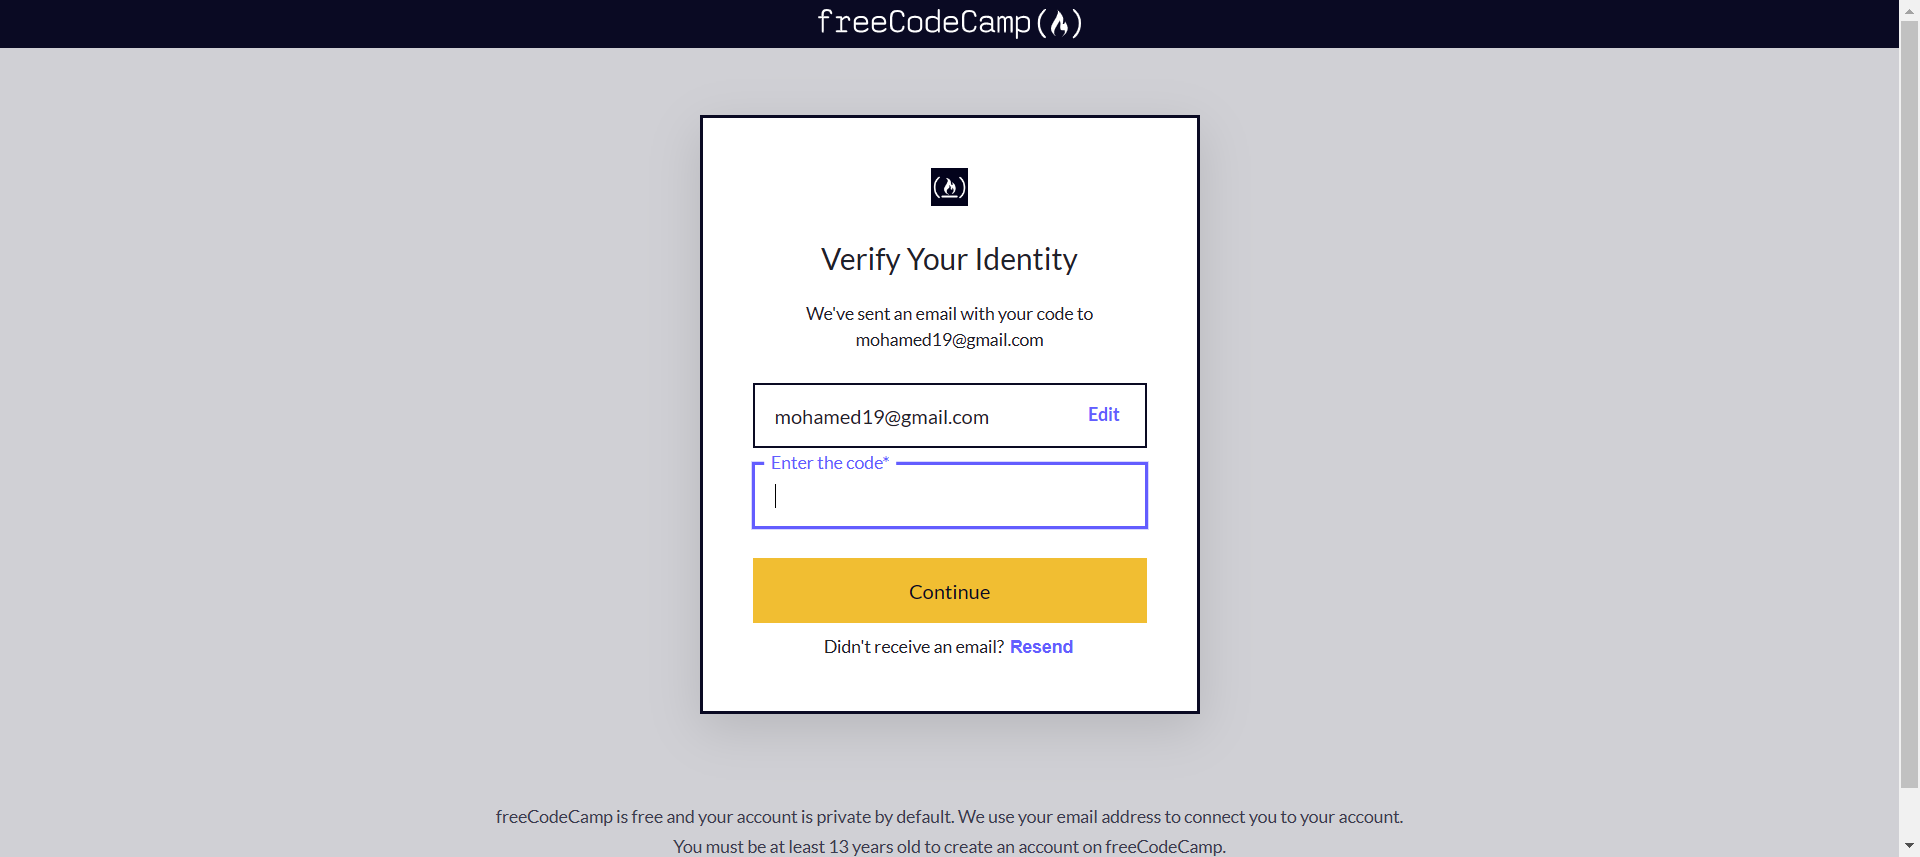 freeCodeCamp
Verify Your Identity
We've sent an email with your code to
mohamed19@gmail.com
mohamed19@gmail.com Edit
Enter the code*
Continue
Didn't receive an email? Resend
freeCodeCamp is free and your account is private by default. We use your email address to connect you to your account.
You must be at least 13 years old to create an account on freeCodeCamp.